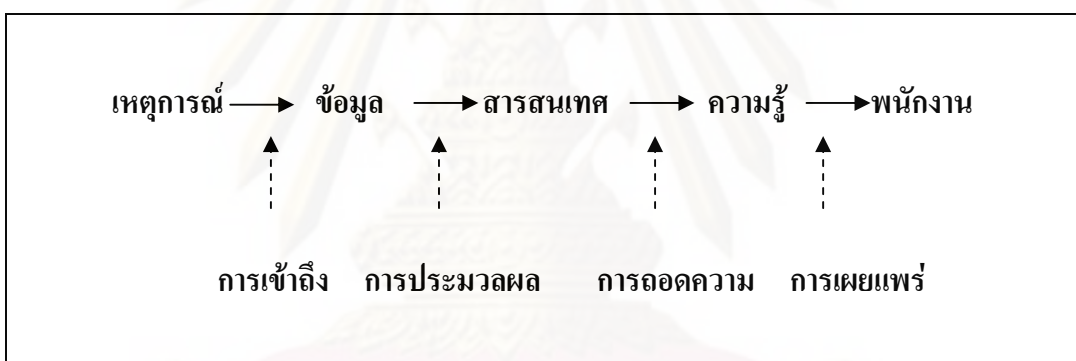 เหตุการณ์ ข้อมูล สารสนเทศ ความรู้ พนักงาน
การเข้าถึง การประมวลผล การถอดความ การเผยแพร่